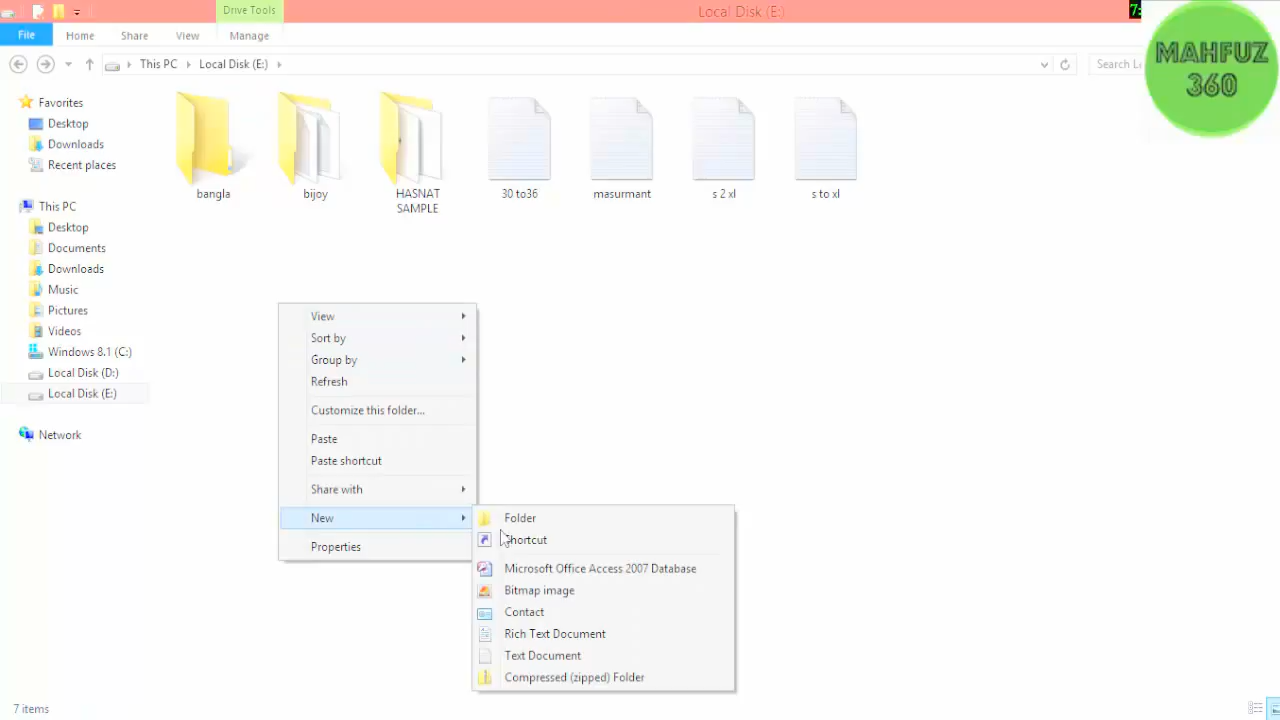 Drive Tools
Local Disk (E:)
7:
File
Home
Share
View
Manage
This PC
Local Disk (E:)
MAHFUZ
360
Favorites
Desktop
Downloads
Recent places
This PC
Desktop
Documents
Downloads
Music
Pictures
Videos
Windows 8.1 (C:)
Local Disk (D:)
Local Disk (E:)
Network
bangla
bijoy
HASNAT
SAMPLE
30 to36
masurmant
s 2 xl
s to xl
View
Sort by
Group by
Refresh
Customize this folder...
Paste
Paste shortcut
Share with
New
Properties
Folder
Shortcut
Microsoft Office Access 2007 Database
Bitmap image
Contact
Rich Text Document
Text Document
Compressed (zipped) Folder
7 items